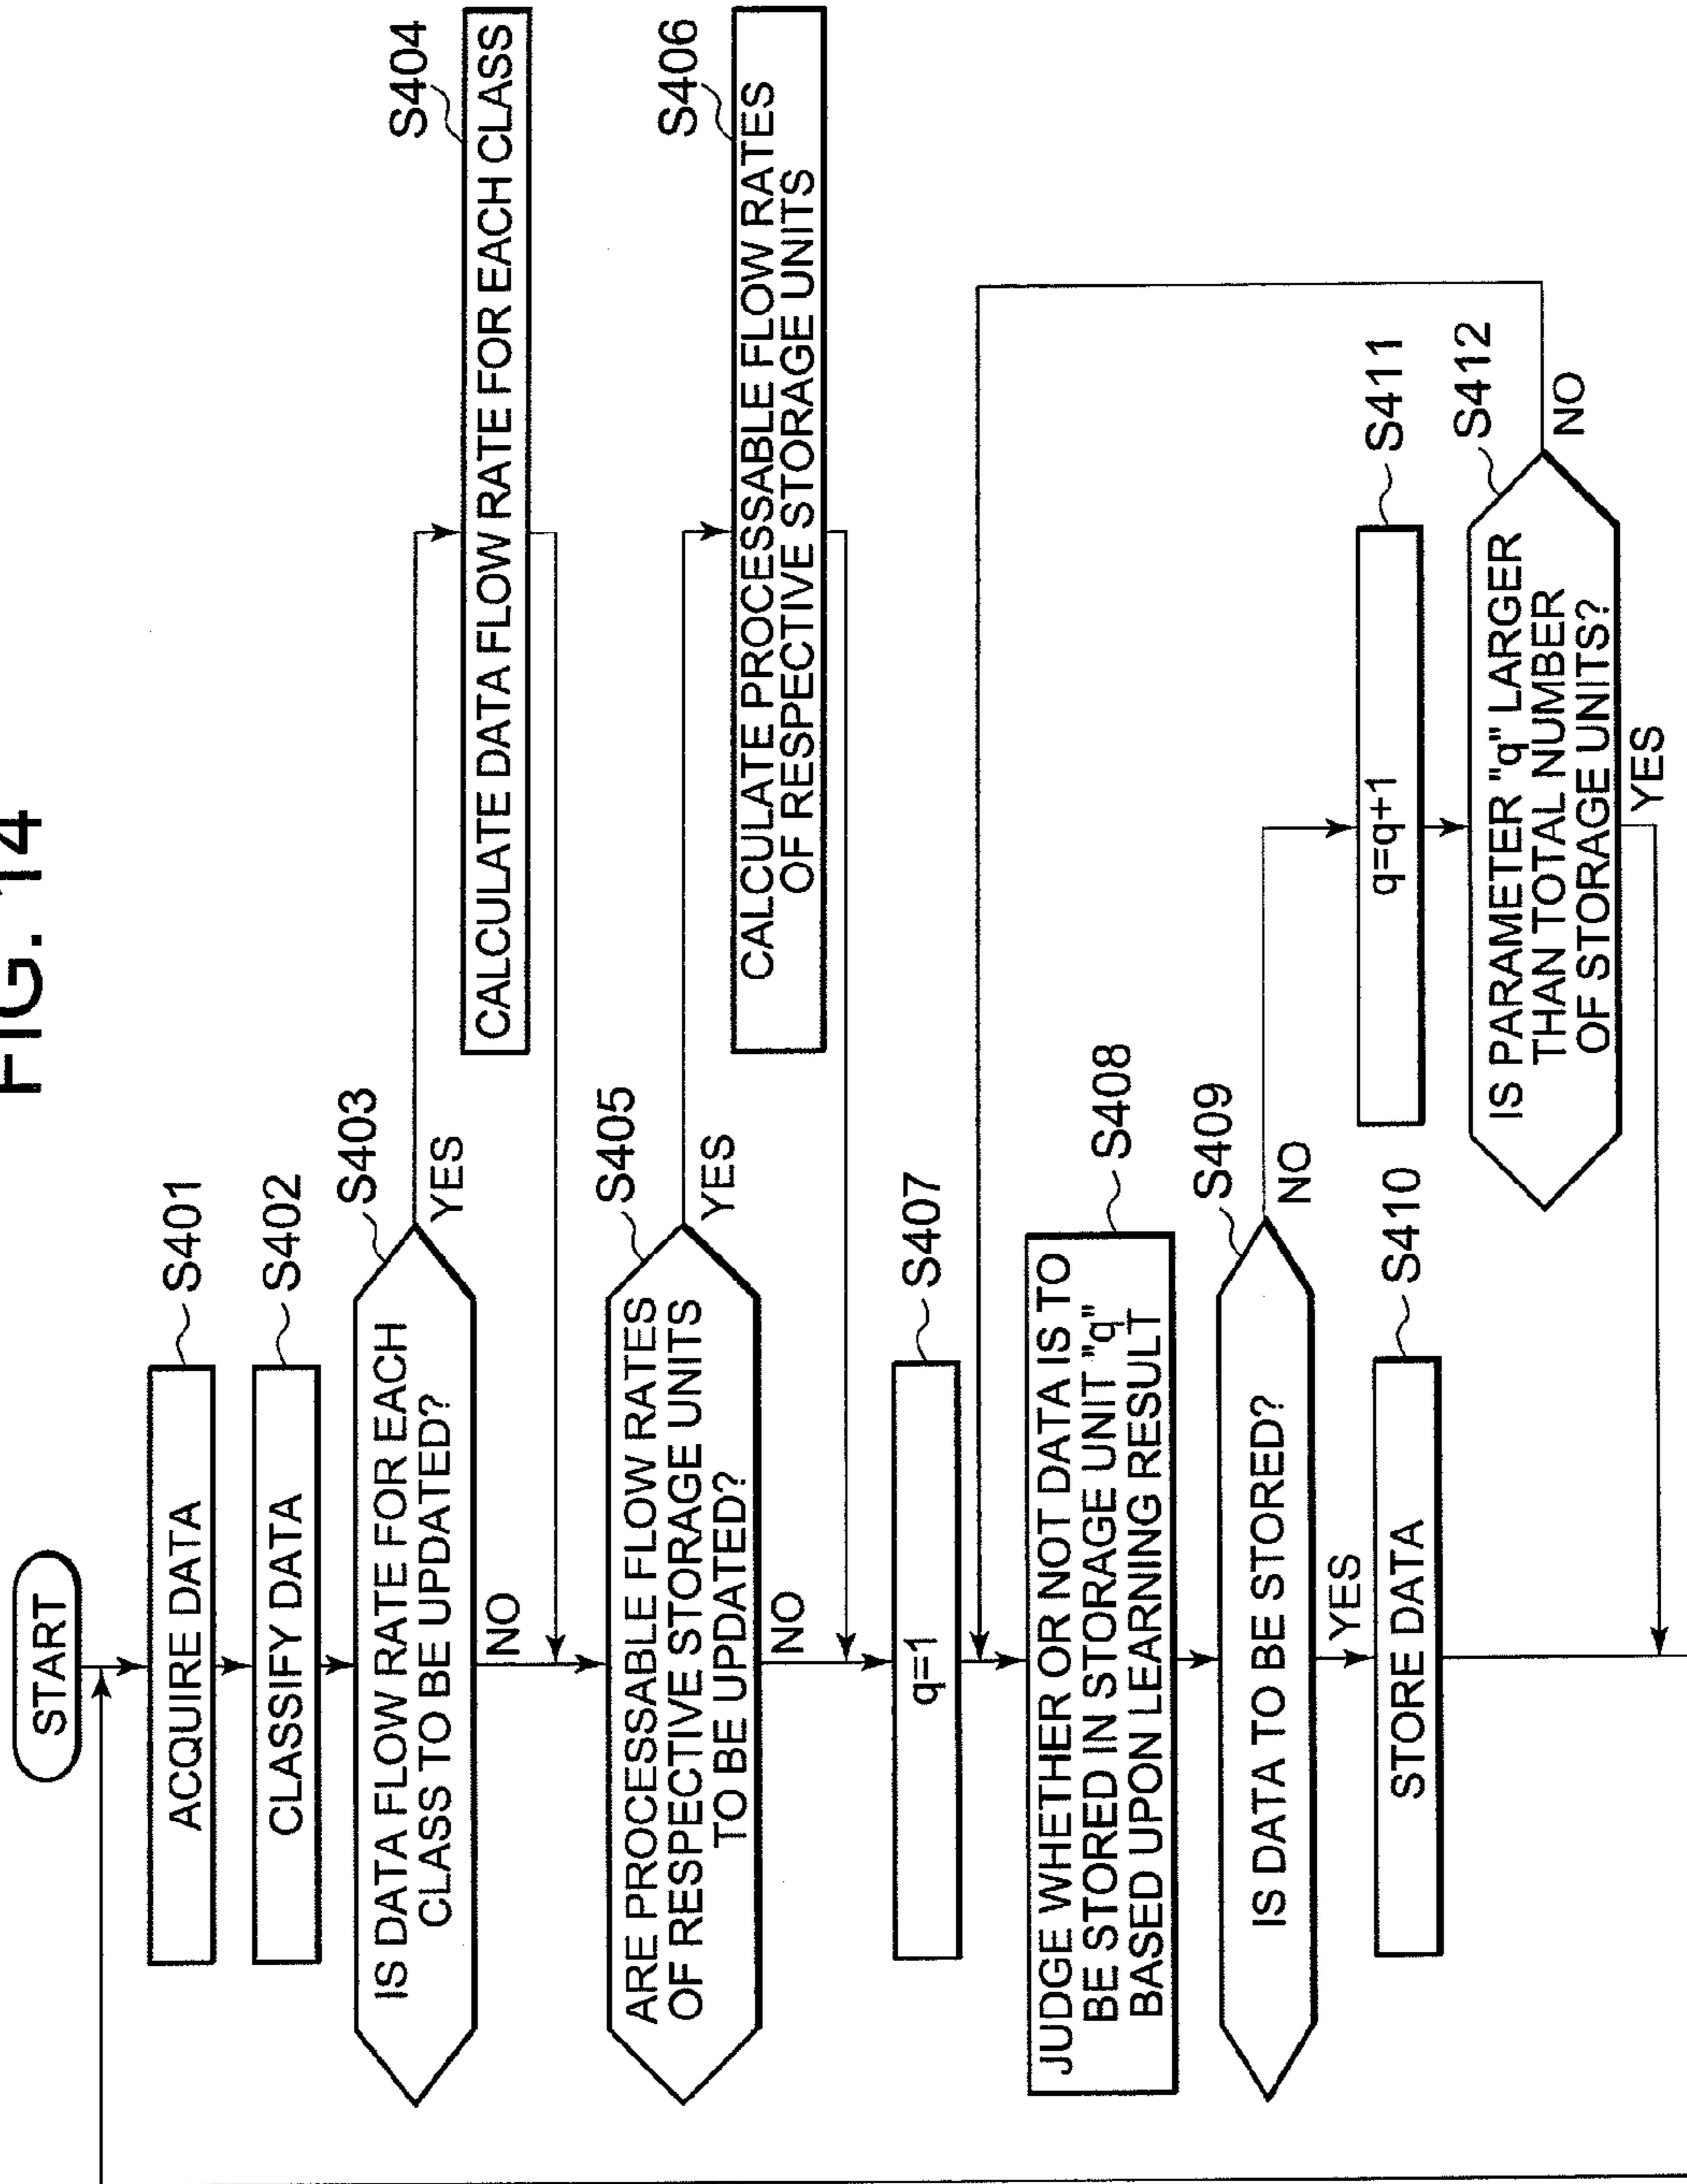 FIG. 14
START
ACQUIRE DATA
S401
CLASSIFY DATA
S402
IS DATA FLOW RATE FOR EACH
CLASS TO BE UPDATED?
S403
YES
NO
CALCULATE DATA FLOW RATE FOR EACH CLASS
S404
ARE PROCESSABLE FLOW RATES
OF RESPECTIVE STORAGE UNITS
TO BE UPDATED?
S405
YES
NO
CALCULATE PROCESSABLE FLOW RATES
OF RESPECTIVE STORAGE UNITS
S406
q=1
S407
JUDGE WHETHER OR NOT DATA IS TO
BE STORED IN STORAGE UNIT "q"
BASED UPON LEARNING RESULT
S408
IS DATA TO BE STORED?
S409
NO
YES
STORE DATA
S410
q=q+1
S411
IS PARAMETER "q" LARGER
THAN TOTAL NUMBER
OF STORAGE UNITS?
S412
NO
YES